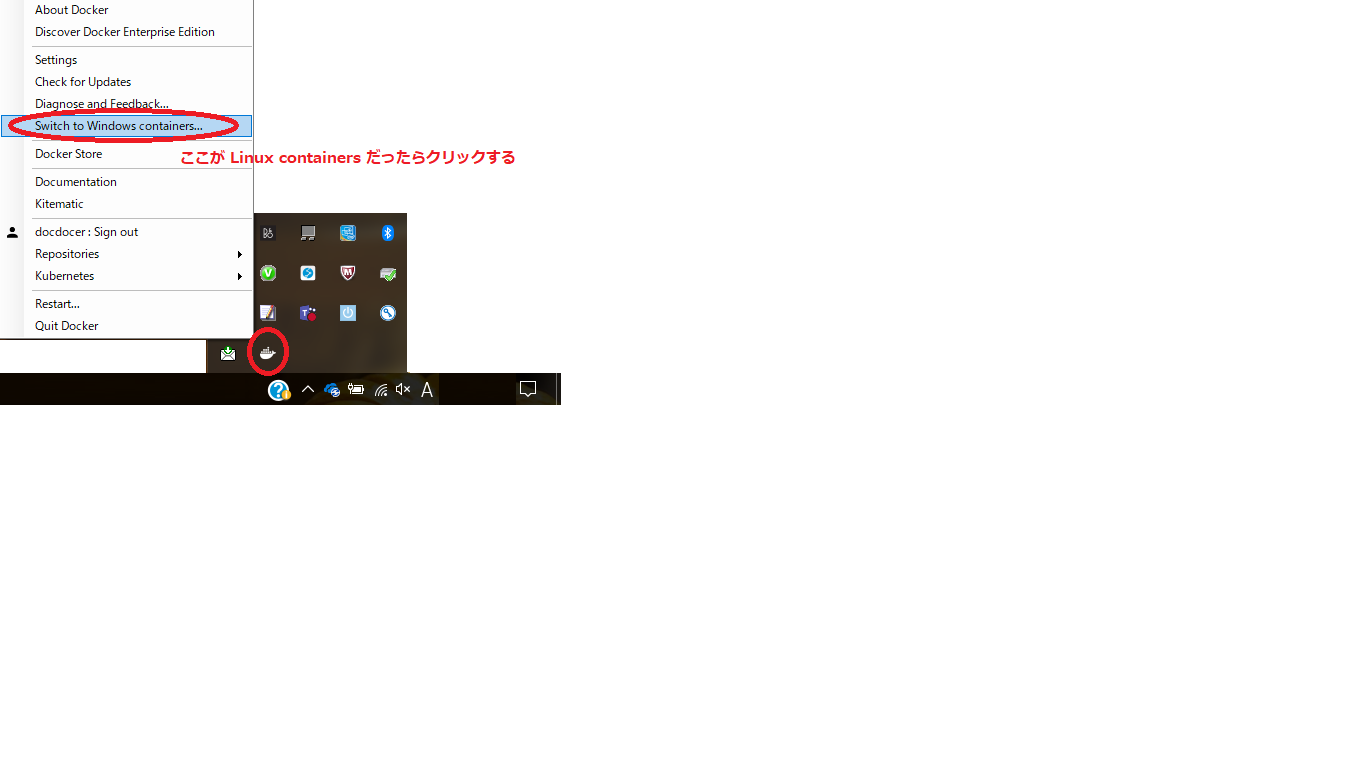 About Docker
Discover Docker Enterprise Edition
Settings
Check for Updates
Diagnose and Feedback...
Switch to Windows containers...
Docker Store
ここが Linux containers だったらクリックする
Documentation
Kitematic
docdocer : Sign out
Repositories
Kubernetes
Restart...
Quit Docker
A